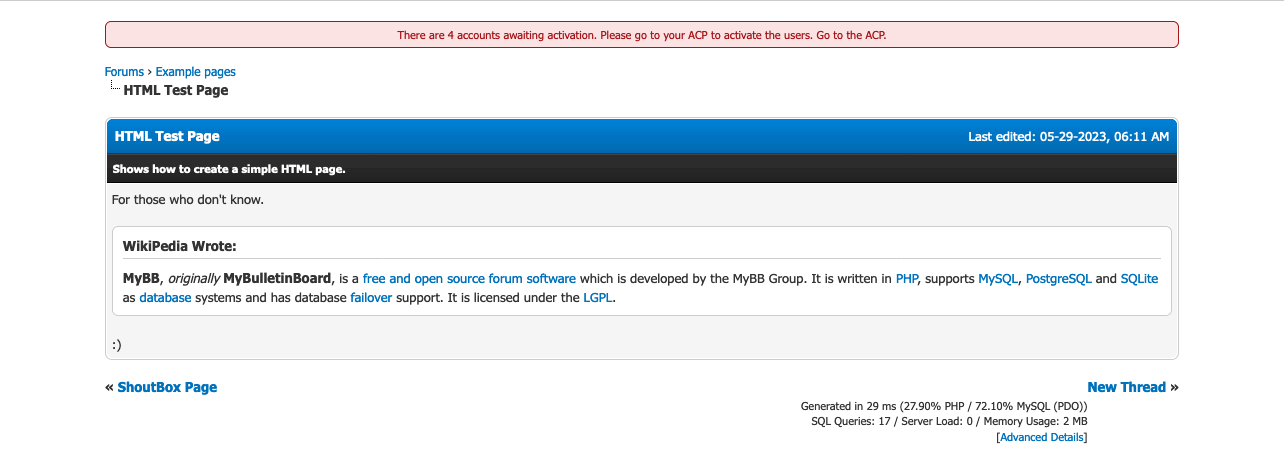 There are 4 accounts awaiting activation. Please go to your ACP to activate the users. Go to the ACP.
Forums › Example pages
HTML Test Page
HTML Test Page Last edited: 05-29-2023, 06:11 AM
Shows how to create a simple HTML page.
For those who don't know.
WikiPedia Wrote:
MyBB, originally MyBulletinBoard, is a free and open source forum software which is developed by the MyBB Group. It is written in PHP, supports MySQL, PostgreSQL and SQLite
as database systems and has database failover support. It is licensed under the LGPL.
:)
« ShoutBox Page New Thread »
Generated in 29 ms (27.90% PHP / 72.10% MySQL (PDO))
SQL Queries: 17 / Server Load: 0 / Memory Usage: 2 MB
[Advanced Details]